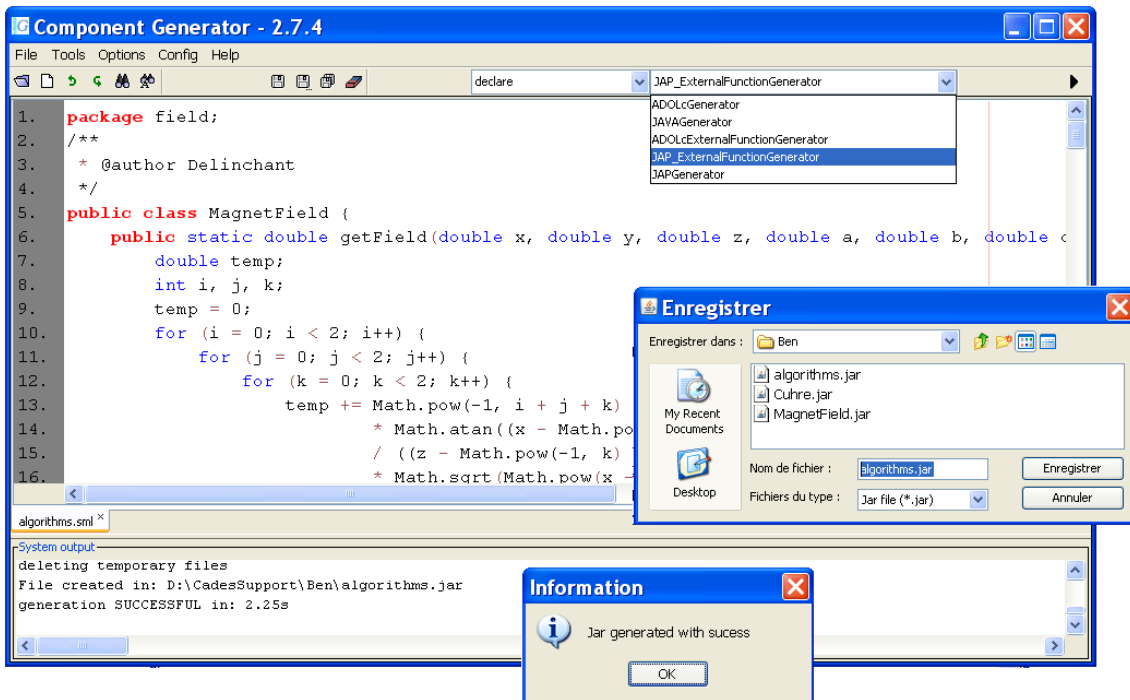 Component Generator - 2.7.4
File Tools Options Config Help
declare
JAP_ExternalFunctionGenerator
ADOLcGenerator
JAVAGenerator
ADOLcExternalFunctionGenerator
JAP_ExternalFunctionGenerator
JAPGenerator
1. package field;
2. /**
3. * @author Delinchant
4. */
5. public class MagnetField {
6. public static double getField(double x, double y, double z, double a, double b, double c
7. double temp;
8. int i, j, k;
9. temp = 0;
10. for (i = 0; i < 2; i++) {
11. for (j = 0; j < 2; j++) {
12. for (k = 0; k < 2; k++) {
13. temp += Math.pow(-1, i + j + k)
14. * Math.atan((x - Math.po
15. / ((z - Math.pow(-1, k)
16. * Math.sqrt(Math.pow(x -
algorithms.sml ×
System output
deleting temporary files
File created in: D:\CadesSupport\Ben\algorithms.jar
generation SUCCESSFUL in: 2.25s
Enregistrer
Enregistrer dans : Ben
My Recent
Documents
Desktop
algorithms.jar
Cuhre.jar
MagnetField.jar
Nom de fichier : algorithms.jar Enregistrer
Fichiers du type : Jar file (*.jar) Annuler
Information
Jar generated with sucess
OK